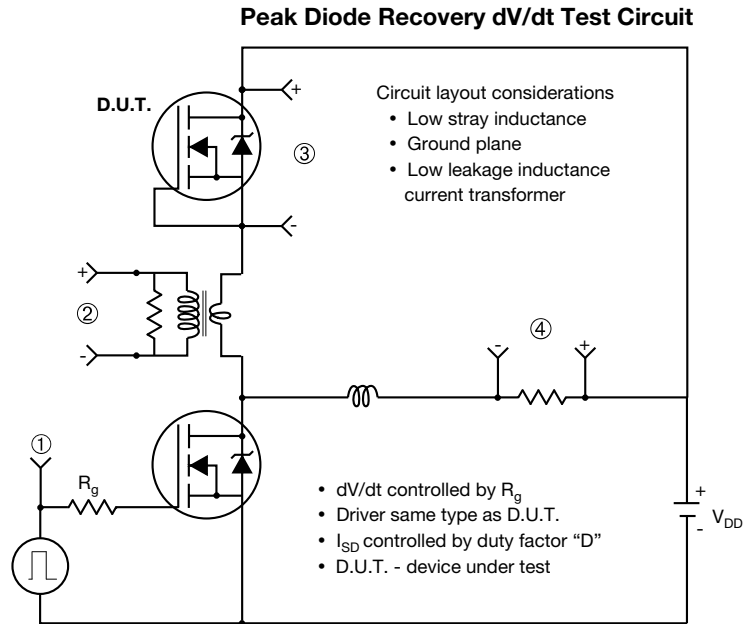 Peak Diode Recovery dV/dt Test Circuit
D.U.T.
+
Circuit layout considerations
• Low stray inductance
• Ground plane
• Low leakage inductance
current transformer
③
-
+
②
-
④
-
+
①
Rg
• dV/dt controlled by Rg
• Driver same type as D.U.T.
• ISD controlled by duty factor “D”
• D.U.T. - device under test
+
VDD
-